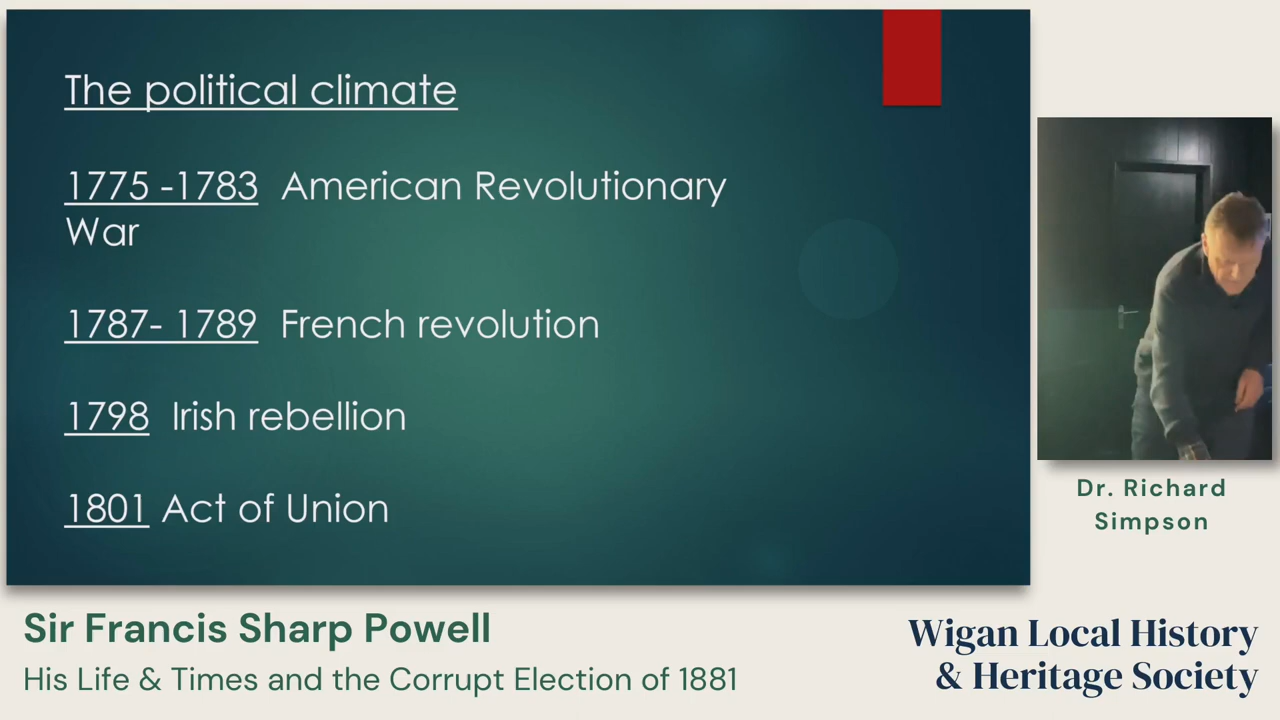 The political climate
1775 -1783 American Revolutionary
War
1787- 1789 French revolution
1798 Irish rebellion
1801 Act of Union
Dr. Richard
Simpson
Sir Francis Sharp Powell
His Life & Times and the Corrupt Election of 1881
Wigan Local History
& Heritage Society